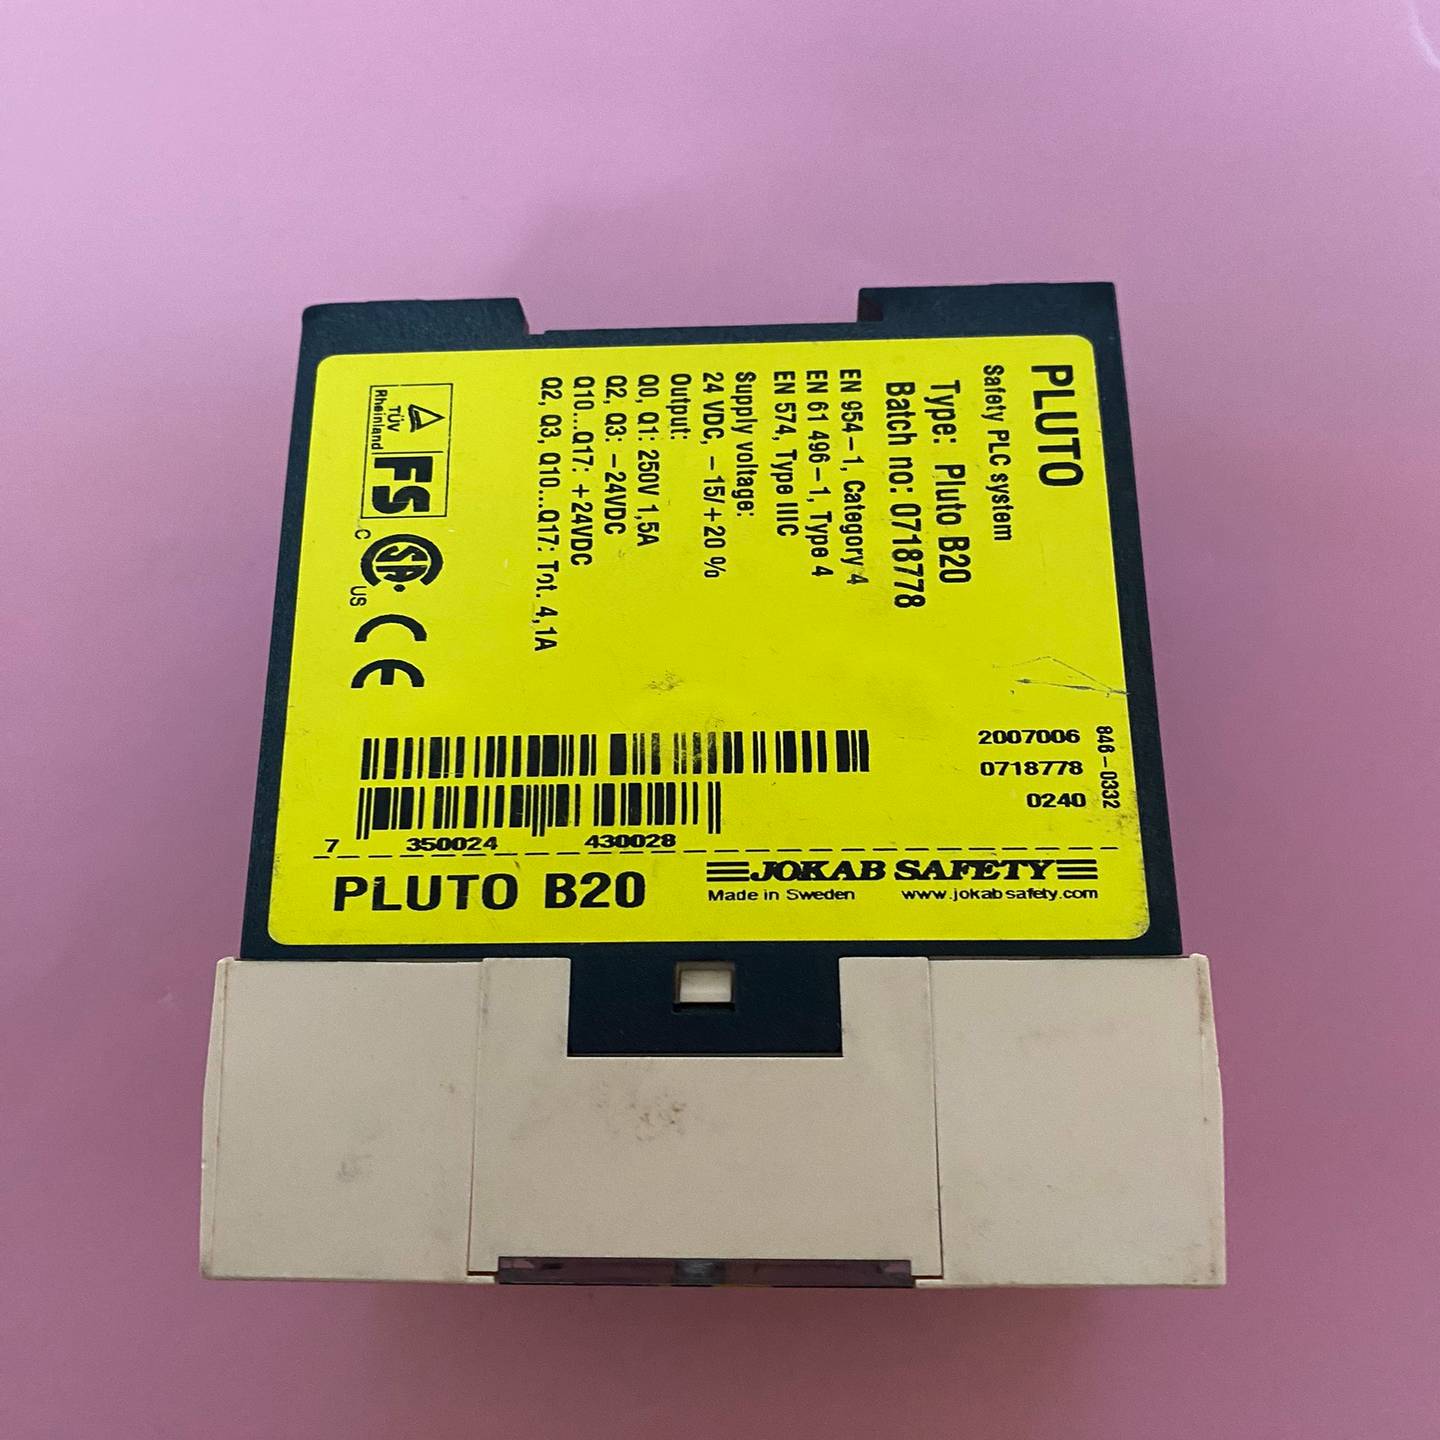 PLUTO
Safety PLC system
Type: Pluto B20
Batch no: 0718778
EN 954-1, Category 4
EN 61 496-1, Type 4
EN 574, Type IIIC
Supply voltage:
24 VDC, -15/+20 %
Output:
Q0, Q1: 250V 1,5A
Q2, Q3: -24VDC
Q10...Q17: +24VDC
Q2, Q3, Q10...Q17: Tot. 4,1A
TÜV
Rheinland
FS
C SA US
CE
846-0332
2007006
0718778
0240
7 350024 430028
PLUTO B20
JOKAB SAFETY
Made in Sweden www.jokabsafety.com